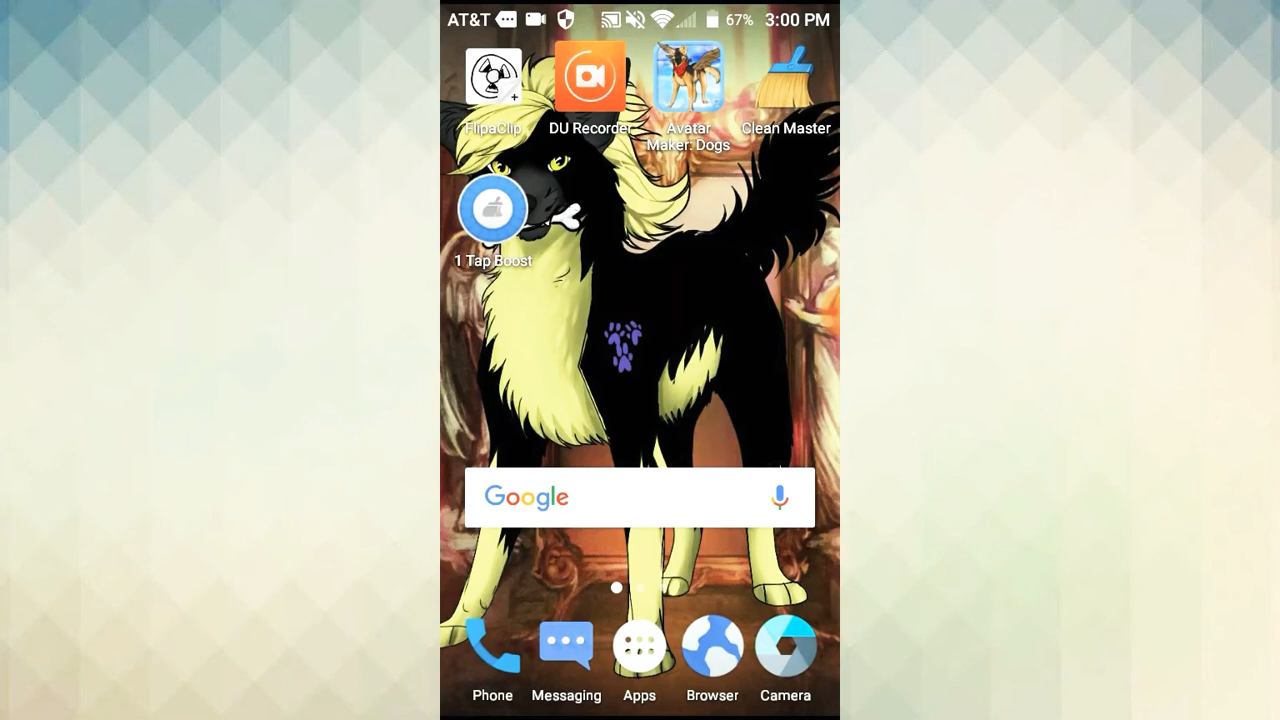 AT&T 67% 3:00 PM
FlipaClip DU Recorder Avatar Clean Master
Maker: Dogs
1 Tap Boost
Google
Phone Messaging Apps Browser Camera